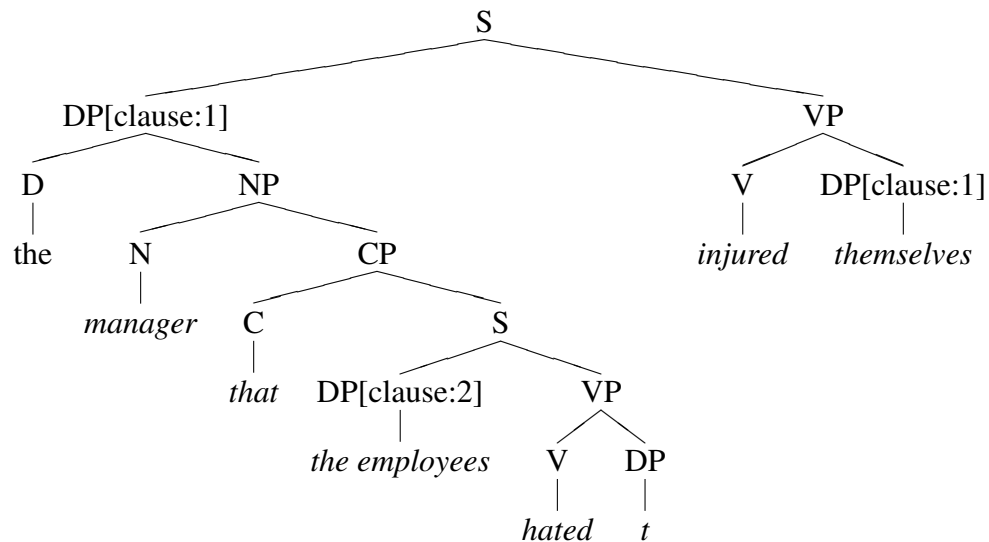 S
DP[clause:1] VP
D NP V DP[clause:1]
the N CP injured themselves
manager C S
that DP[clause:2] VP
the employees V DP
hated t